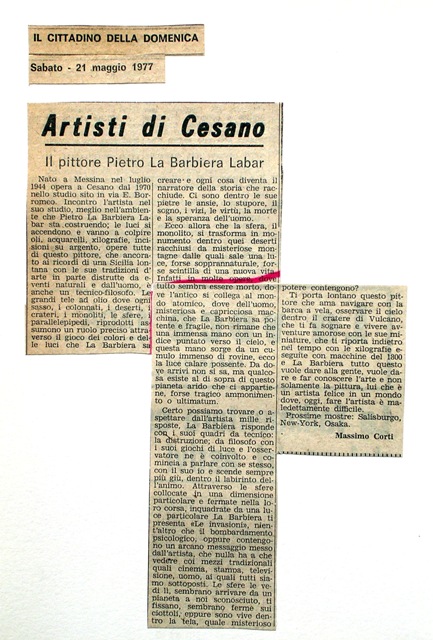 IL CITTADINO DELLA DOMENICA
Sabato - 21 maggio 1977
Artisti di Cesano
Il pittore Pietro La Barbiera Labar
Nato a Messina nel luglio
1944 opera a Cesano dal 1970
nello studio sito in via E. Bor-
romeo. Incontro l'artista nel
suo studio, meglio nell'ambien-
te che Pietro La Barbiera La-
bar sta costruendo; le luci si
accendono e vanno a colpire
oli, acquarelli, xilografie, inci-
sioni su argento, opere tutte
di questo pittore, che ancora-
to ai ricordi di una Sicilia lon-
tana con le sue tradizioni d'
arte in parte distrutte da e-
venti naturali e dall'uomo, è
anche un tecnico-filosofo. Le
grandi tele ad olio dove ogni
sasso, i colonnati, i deserti, i
crateri, i monoliti, le sfere, i
parallelepipedi, riprodotti as-
sumono un ruolo preciso attra-
verso il gioco dei colori e del-
le luci che La Barbiera sa
creare e ogni cosa diventa il
narratore della storia che rac-
chiude. Ci sono dentro le sue
pietre le ansie, lo stupore, il
sogno, i vizi, le virtù, la morte
e la speranza dell'uomo.
Ecco allora che la sfera, il
monolito, si trasforma in mo-
numento dentro quei deserti
racchiusi da misteriose monta-
gne dalle quali sale una lu-
ce, forse soprannaturale, for-
se scintilla di una nuova vita
Infatti in molte opere, dove
tutto sembra essere morto, do-
ve l'antico si collega al mon-
do atomico, dove dell'uomo,
misteriosa e capricciosa mac-
china, che La Barbiera sa po-
tente e fragile, non rimane che
una immensa mano con un in-
dice puntato verso il cielo, e
questa mano sorge da un cu-
mulo immenso di rovine, ecco
la luce calare possente. Da do-
ve arrivi non si sa, ma qualco-
sa esiste al di sopra di questo
pianeta arido che ci appartie-
ne, forse tragico ammonimen-
to o ultimatum.
Certo possiamo trovare o a-
spettare dall'artista mille ri-
sposte, La Barbiera risponde
con i suoi quadri da tecnico:
la distruzione; da filosofo con
i suoi giochi di luce e l'osser-
vatore ne è coinvolto e co-
mincia a parlare con se stesso,
con il suo io e scende sempre
più giù, dentro il labirinto del-
l'animo. Attraverso le sfere
collocate in una dimensione
particolare e fermate nella lo-
ro corsa, inquadrate da una lu-
ce particolare La Barbiera ti
presenta «Le invasioni», nien-
t'altro che il bombardamento
psicologico, oppure contengo-
no un arcano messaggio messo
dall'artista, che nulla ha a che
vedere coi mezzi tradizionali
quali cinema, stampa, televi-
sione, uomo, ai quali tutti sia-
mo sottoposti. Le sfere le ve-
di lì, sembrano arrivare da un
pianeta a noi sconosciuto, ti
fissano, sembrano ferme sui
ciottoli, eppure sono vive den-
tro la tela, quale misterioso
potere contengono?
Ti porta lontano questo pit-
tore che ama navigare con la
barca a vela, osservare il cielo
dentro il cratere di Vulcano,
che ti fa sognare e vivere av-
venture amorose con le sue mi-
niature, che ti riporta indietro
nel tempo con le xilografie e-
seguite con macchine del 1800
e La Barbiera tutto questo
vuole dare alla gente, vuole da-
re e far conoscere l'arte e non
solamente la pittura, lui che è
un artista felice in un mondo
dove, oggi, fare l'artista è ma-
ledettamente difficile.
Prossime mostre: Salisburgo,
New-York, Osaka.
Massimo Corti